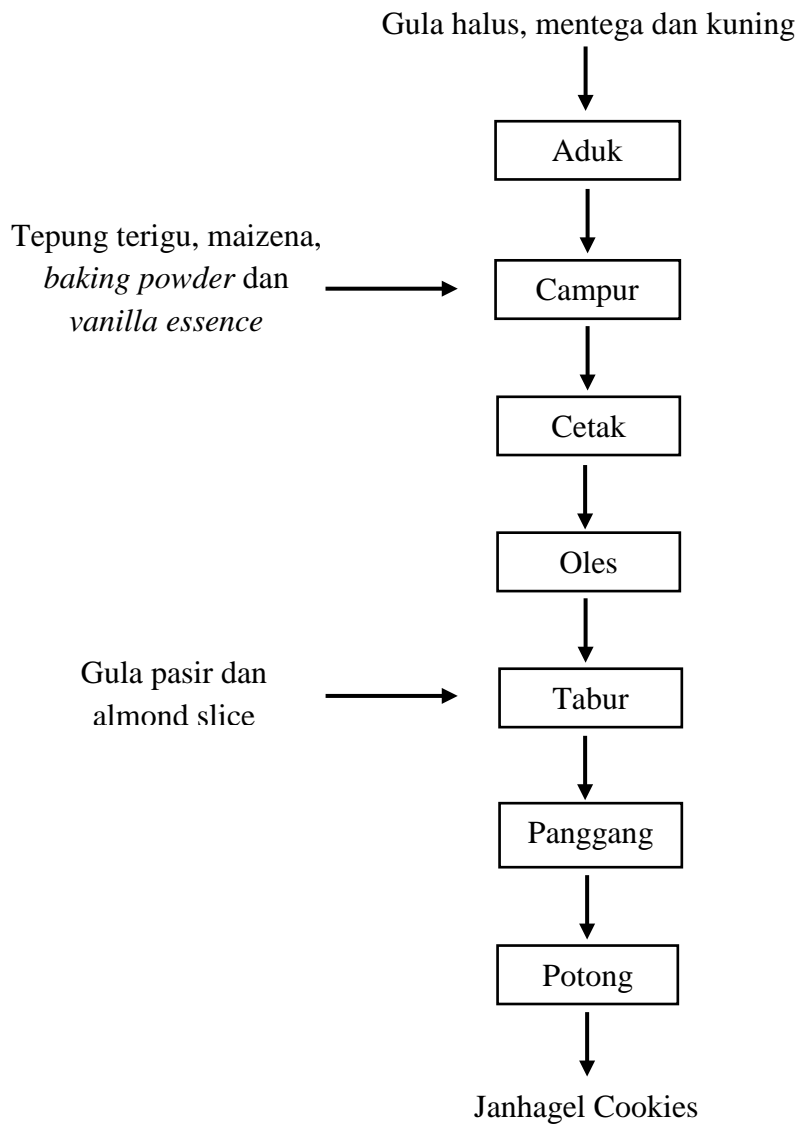 Gula halus, mentega dan kuning
Aduk
Tepung terigu, maizena,
baking powder dan
vanilla essence
Campur
Cetak
Oles
Gula pasir dan
almond slice
Tabur
Panggang
Potong
Janhagel Cookies